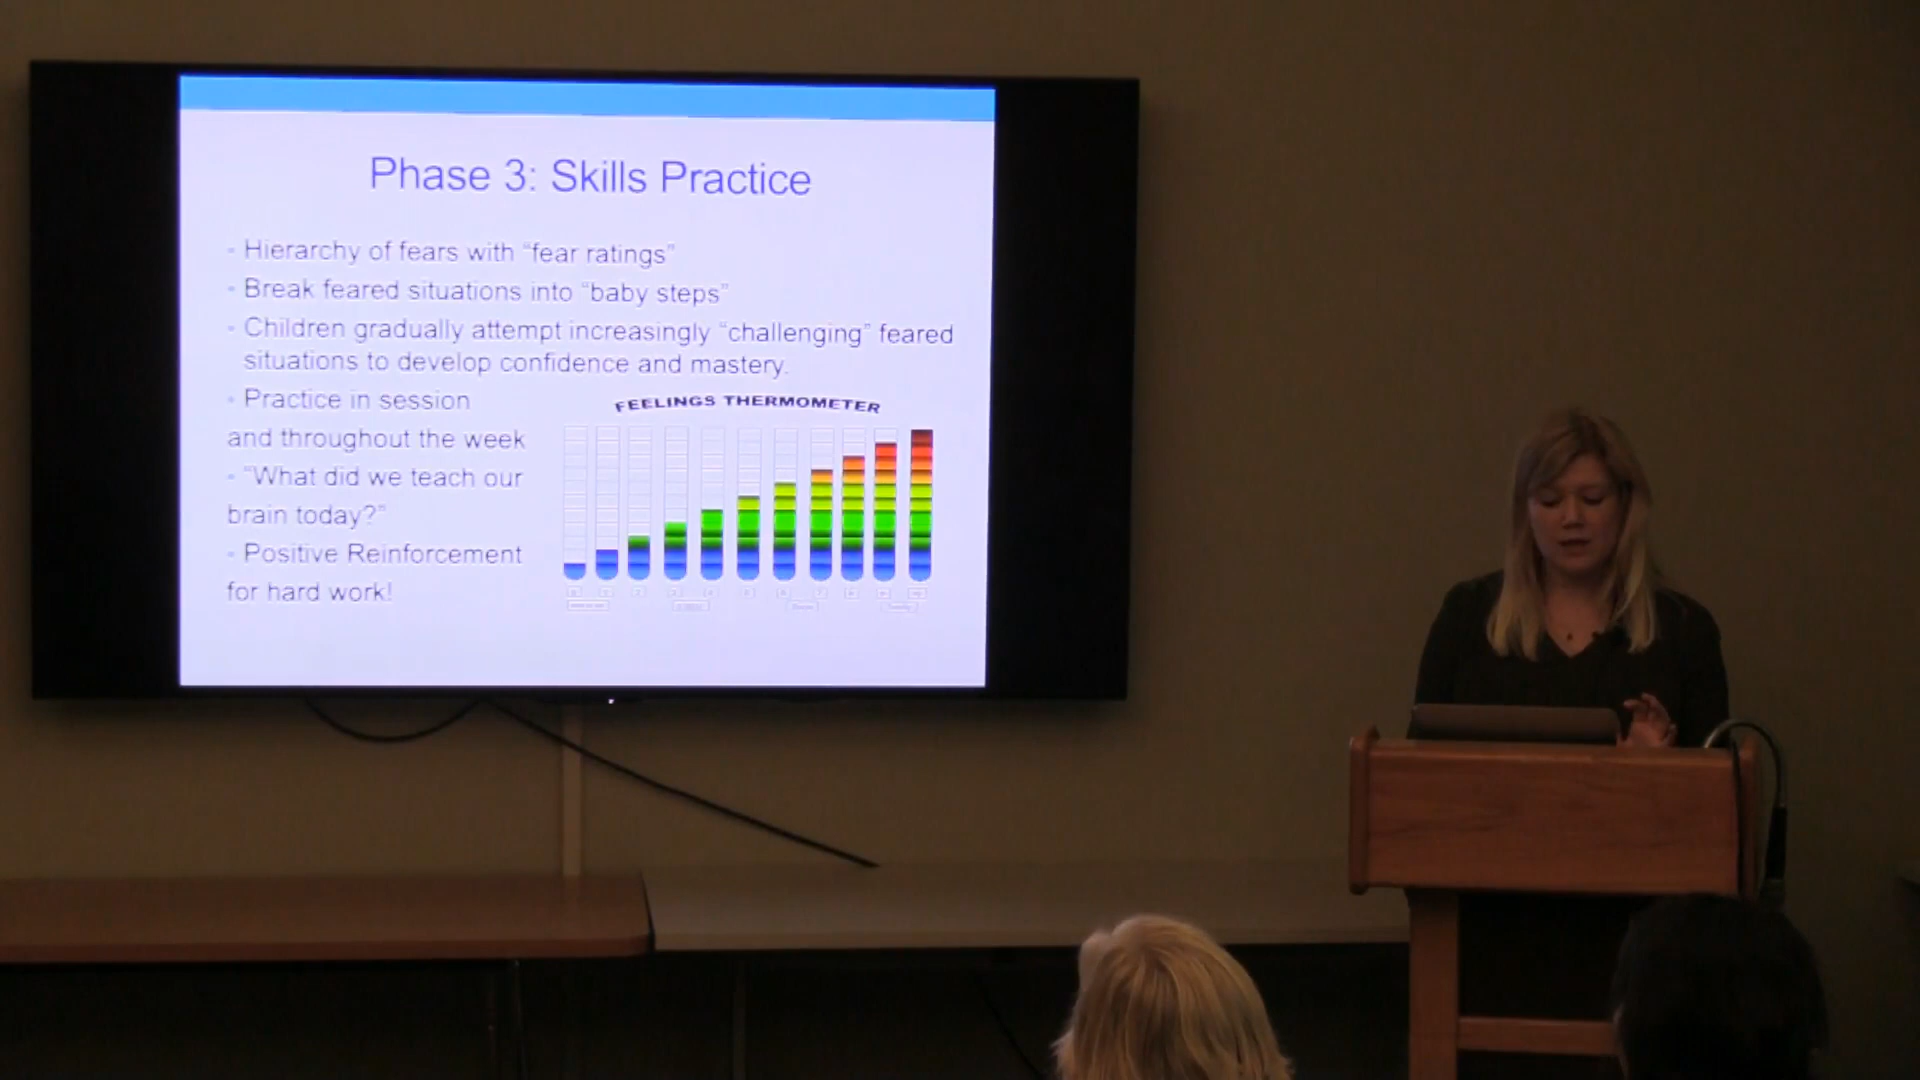 Phase 3: Skills Practice
- Hierarchy of fears with “fear ratings”
- Break feared situations into “baby steps”
- Children gradually attempt increasingly “challenging” feared
situations to develop confidence and mastery.
- Practice in session
and throughout the week
- “What did we teach our
brain today?”
- Positive Reinforcement
for hard work!
FEELINGS THERMOMETER